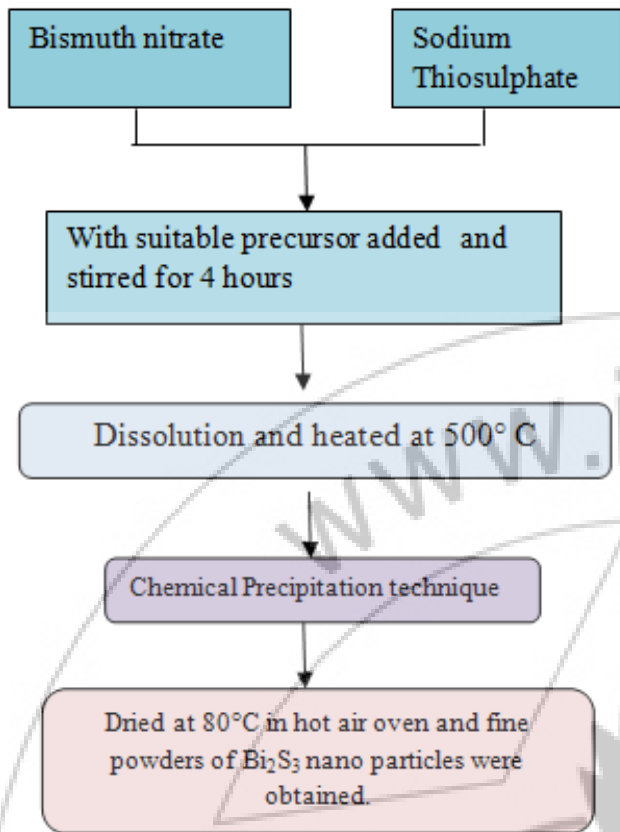 Bismuth nitrate
Sodium
Thiosulphate
With suitable precursor added and
stirred for 4 hours
Dissolution and heated at 500° C
www.i
Chemical Precipitation technique
Dried at 80°C in hot air oven and fine
powders of Bi₂S₃ nano particles were
obtained.